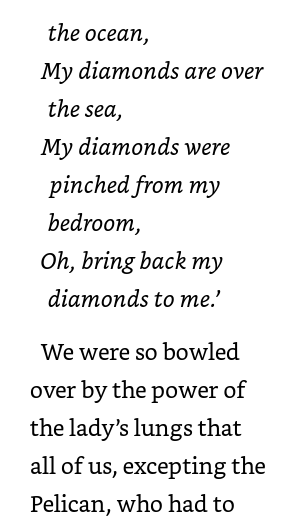 the ocean,
My diamonds are over
the sea,
My diamonds were
pinched from my
bedroom,
Oh, bring back my
diamonds to me.’
We were so bowled
over by the power of
the lady’s lungs that
all of us, excepting the
Pelican, who had to